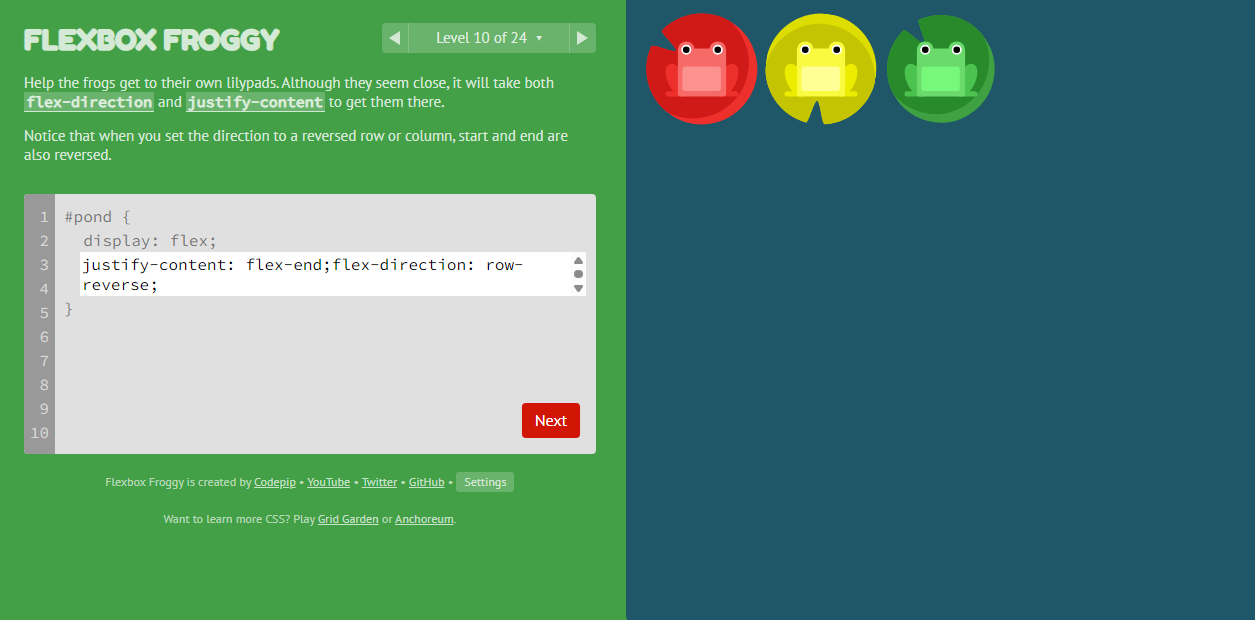 FLEXBOX FROGGY
Level 10 of 24
Help the frogs get to their own lilypads. Although they seem close, it will take both
flex-direction and justify-content to get them there.
Notice that when you set the direction to a reversed row or column, start and end are
also reversed.
1 #pond {
2 display: flex;
3 justify-content: flex-end;flex-direction: row-
4 reverse;
5 }
6
7
8
9
10
Next
Flexbox Froggy is created by Codepip • YouTube • Twitter • GitHub • Settings
Want to learn more CSS? Play Grid Garden or Anchoreum.